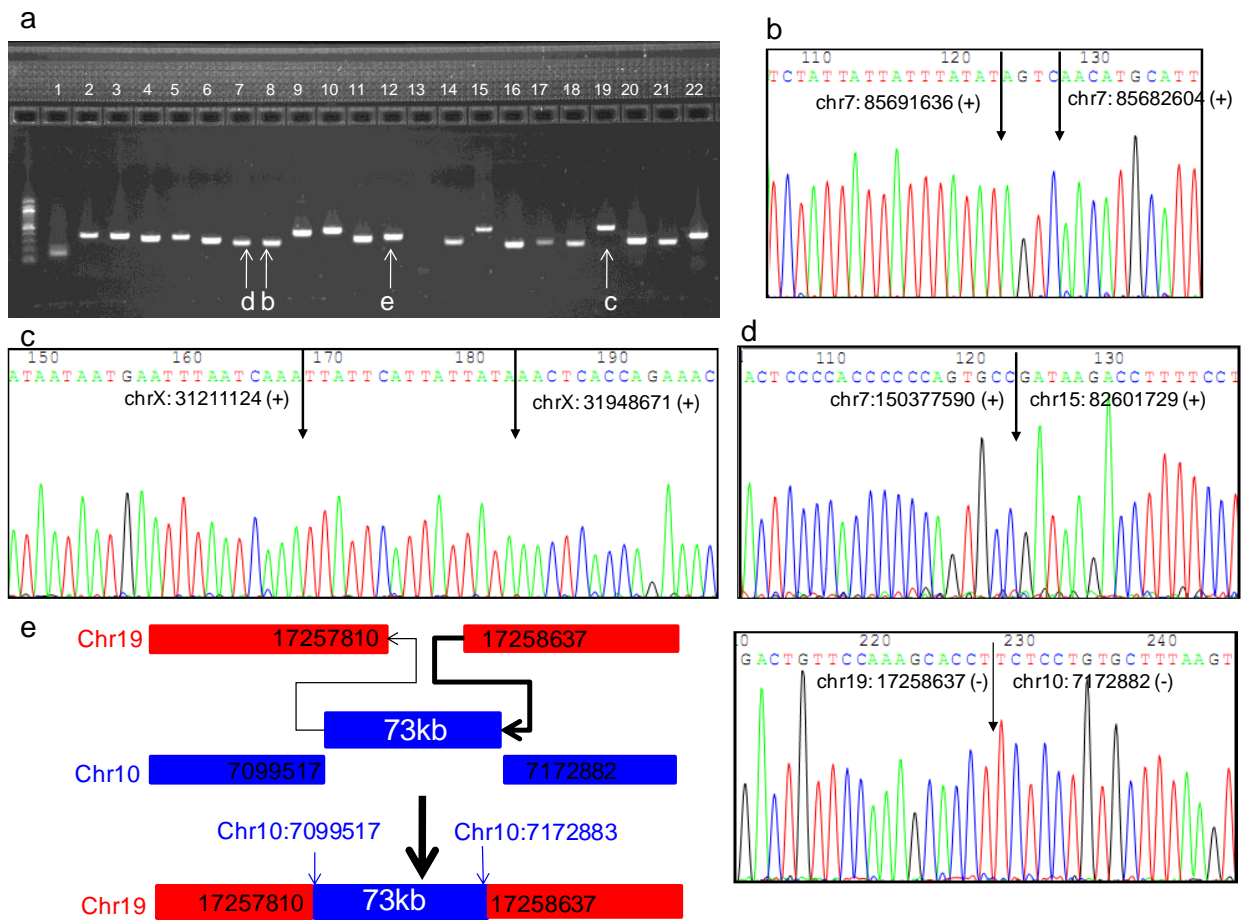 a
1 2 3 4 5 6 7 8 9 10 11 12 13 14 15 16 17 18 19 20 21 22
d b e c
b
110 120 130
TCTATTATTATTTATATAGTCAACATGCATT
chr7: 85691636 (+) chr7: 85682604 (+)
c
150 160 170 180 190
ATAATAATGAATTTAATCAAATTATTCATTATTATAAACTCACCAGAAAC
chrX: 31211124 (+) chrX: 31948671 (+)
d
110 120 130
ACTCCCCACCCCCCAGTGCCGATAAGACCTTTTCCT
chr7:150377590 (+) chr15: 82601729 (+)
e
Chr19 17257810 17258637
73kb
Chr10 7099517 7172882
Chr10:7099517 Chr10:7172883
Chr19 17257810 73kb 17258637
0 220 230 240
GACTGTTCCAAAGCACCTTCTCCTGTGCTTTAAGT
chr19: 17258637 (-) chr10: 7172882 (-)